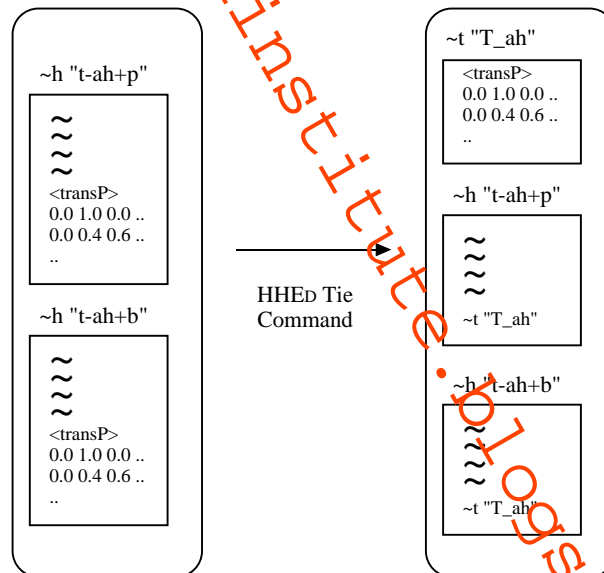 ~h "t-ah+p"
~
~
~
~
<transP>
0.0 1.0 0.0 ..
0.0 0.4 0.6 ..
..
~h "t-ah+b"
~
~
~
~
<transP>
0.0 1.0 0.0 ..
0.0 0.4 0.6 ..
..
HHED Tie
Command
~t "T_ah"
<transP>
0.0 1.0 0.0 ..
0.0 0.4 0.6 ..
..
~h "t-ah+p"
~
~
~
~
~t "T_ah"
~h "t-ah+b"
~
~
~
~
~t "T_ah"
institute.blogs